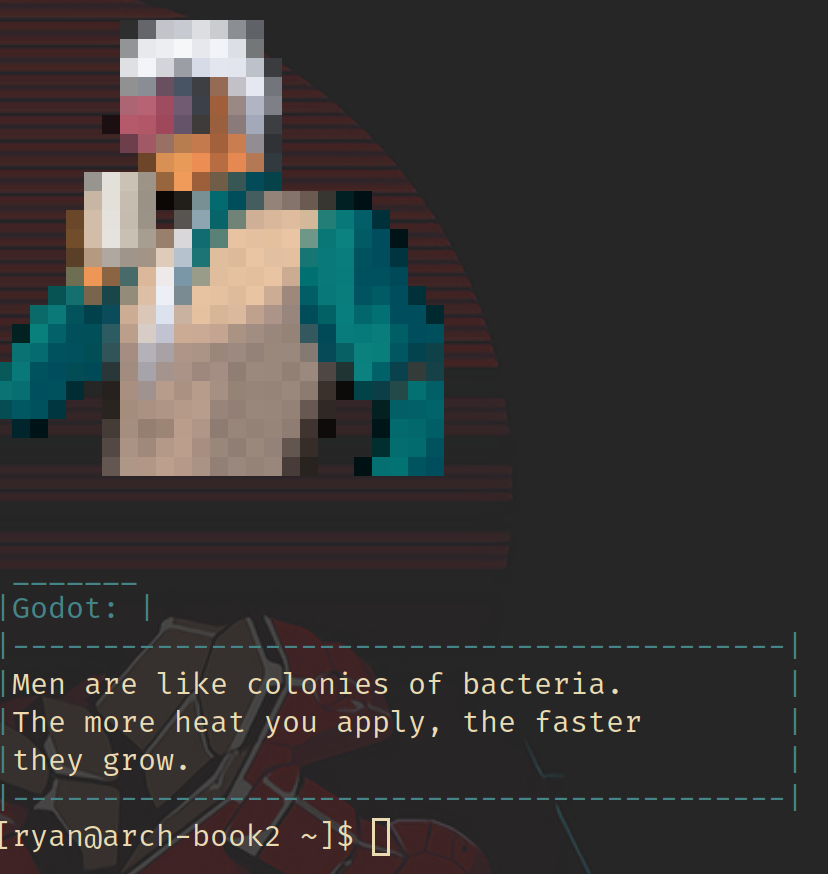 Godot:
Men are like colonies of bacteria.
The more heat you apply, the faster
they grow.
[ryan@arch-book2 ~]$